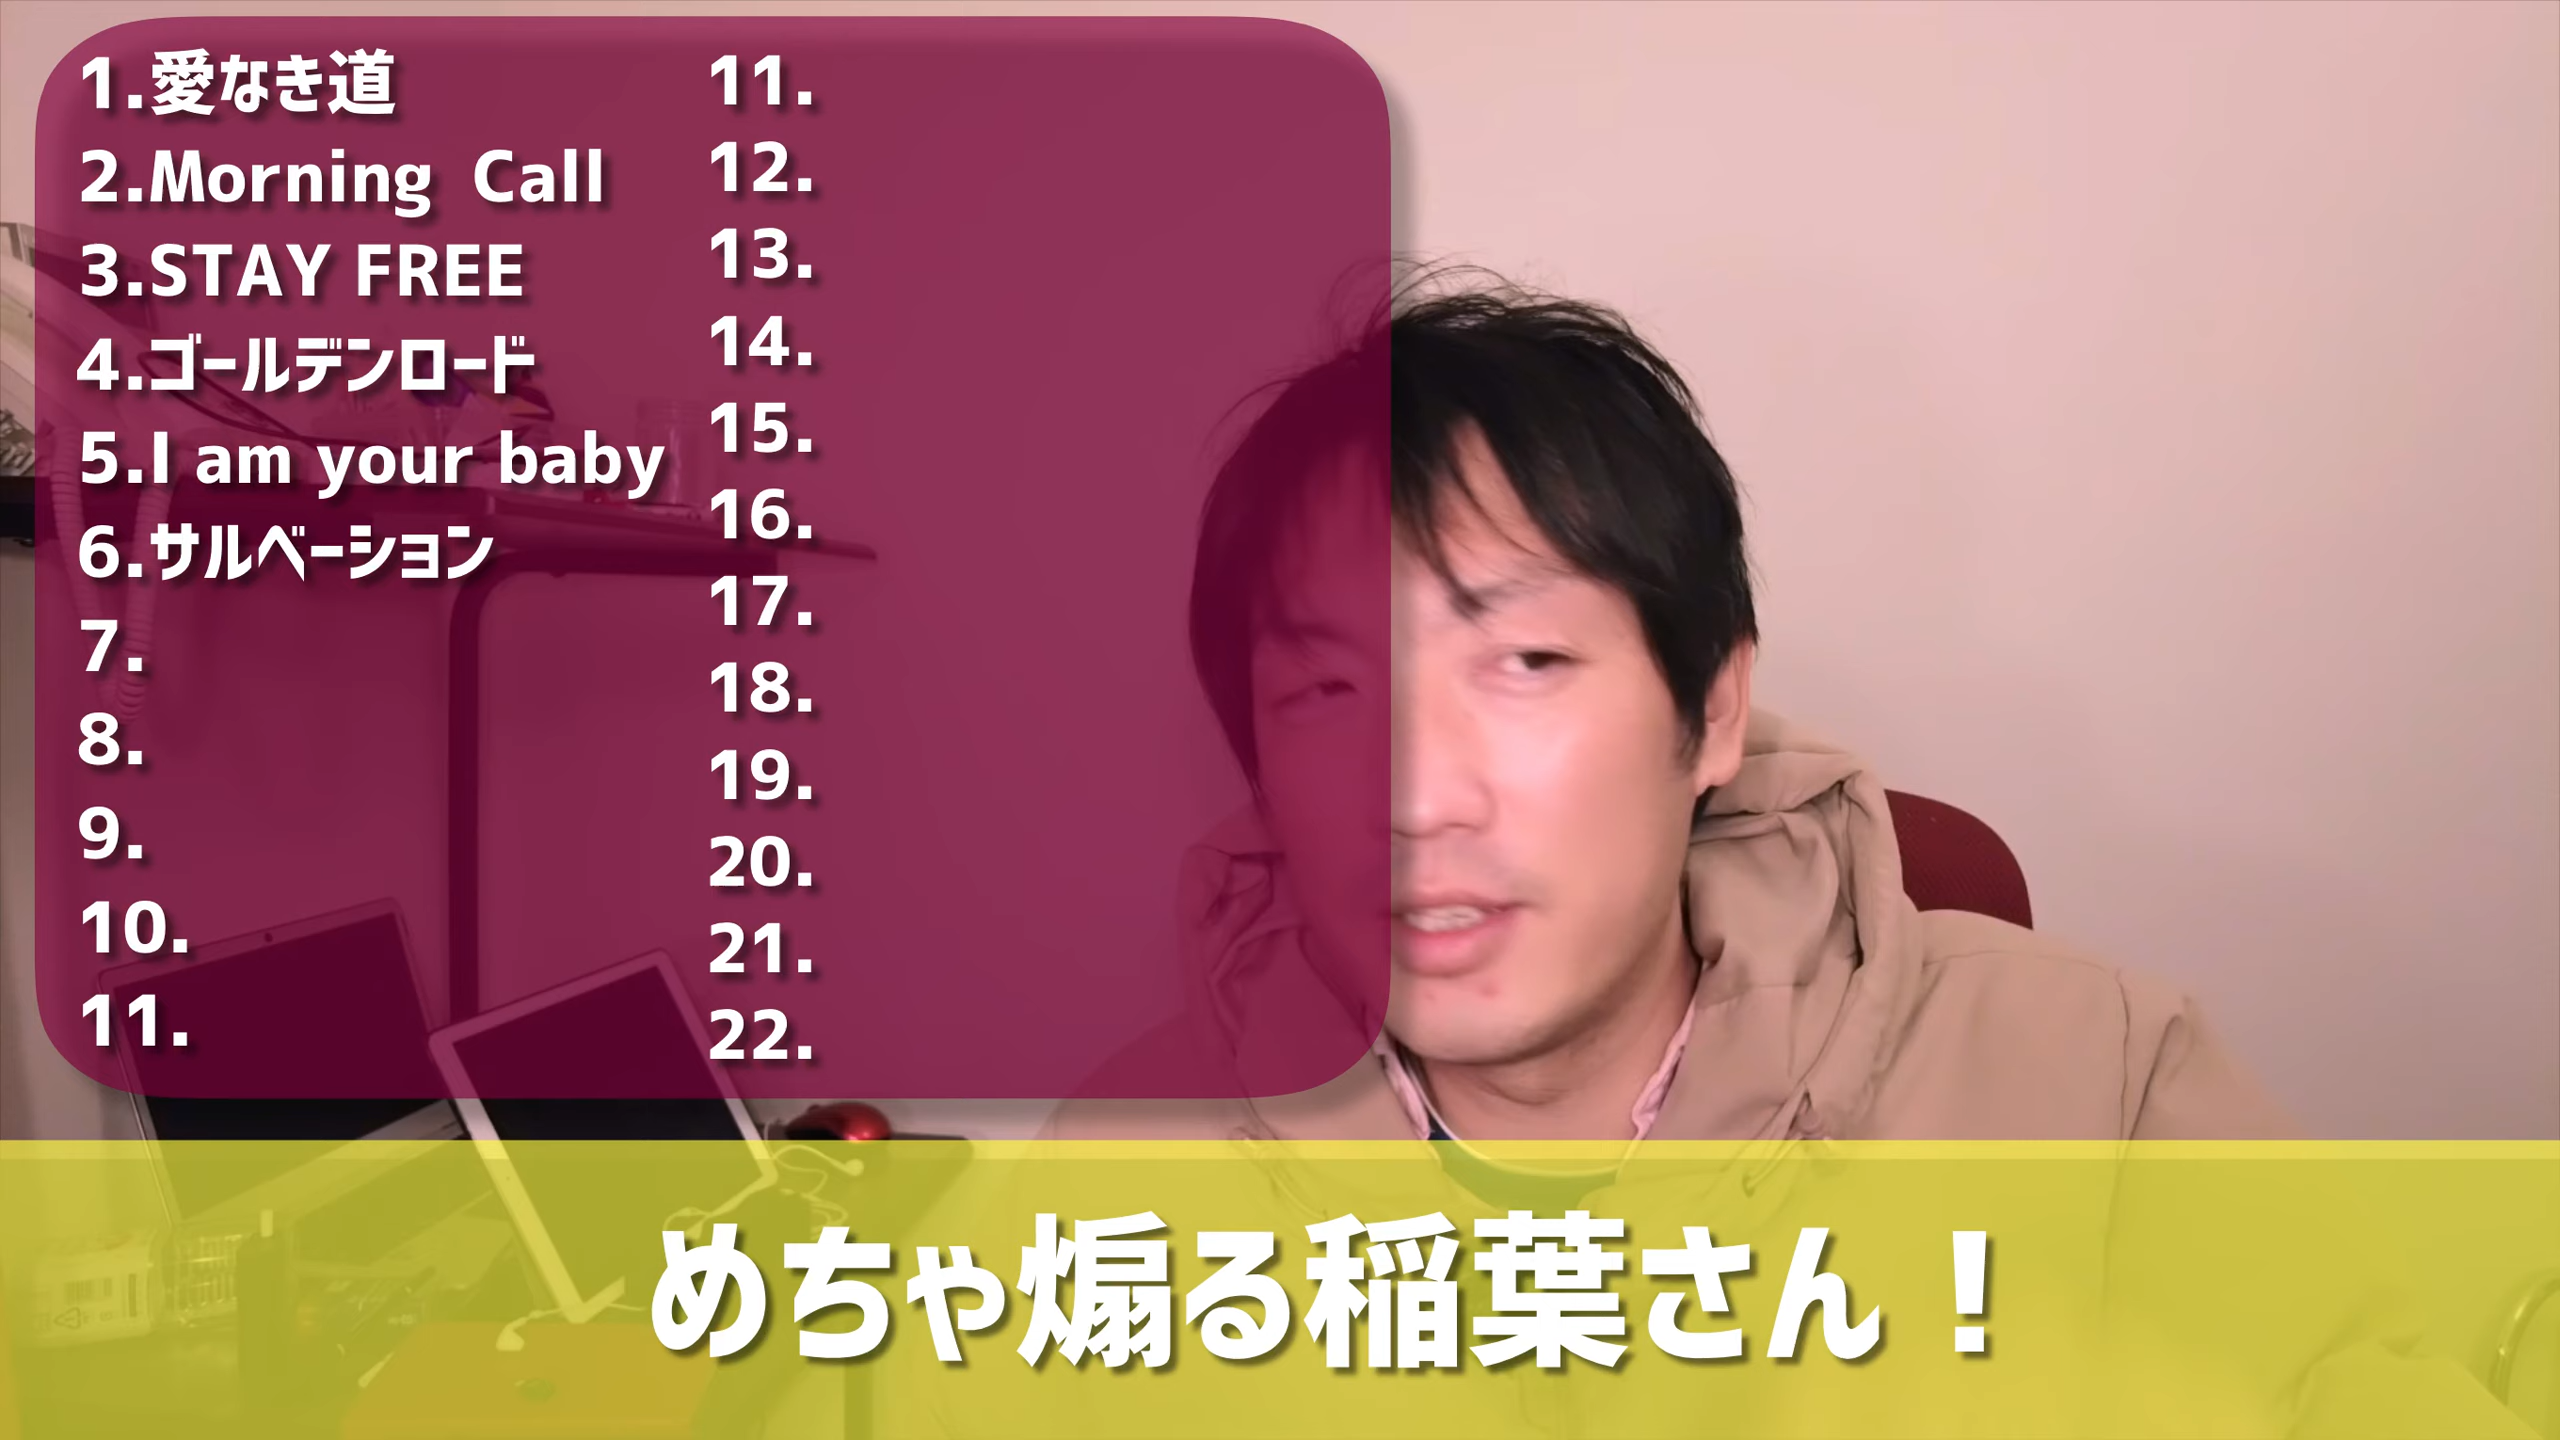 1.愛なき道
2.Morning Call
3.STAY FREE
4.ゴールデンロード
5.I am your baby
6.サルベーション
7.
8.
9.
10.
11.
11.
12.
13.
14.
15.
16.
17.
18.
19.
20.
21.
22.
めちゃ煽る稲葉さん！